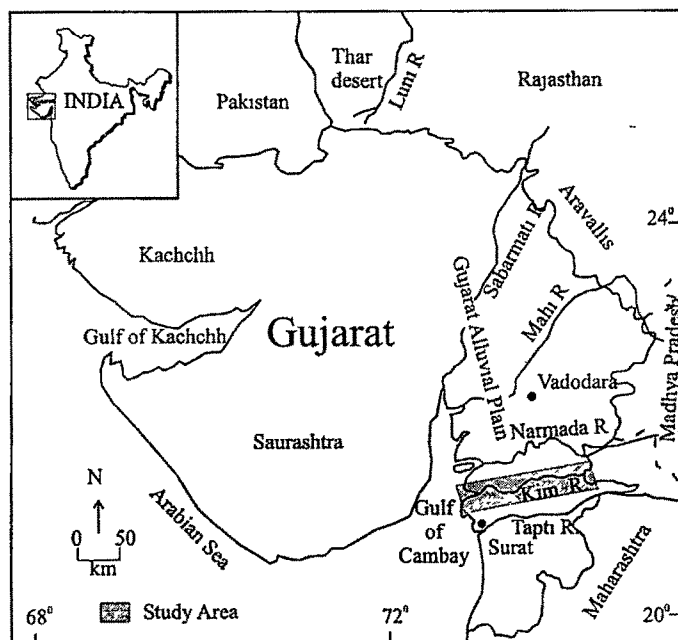 INDIA
Thar
desert
Luni R
Rajasthan
Pakistan
Aravallis
24°
Sabarmati R
Kachchh
Gujarat Alluvial Plain
Mahi R
Gulf of Kachchh
Gujarat
Madhya Pradesh
Vadodara
Narmada R
Saurashtra
Kim R
N
Arabian Sea
Gulf
of
Cambay
Tapti R
Surat
0 50
km
Maharashtra
Study Area
68°
72°
20°